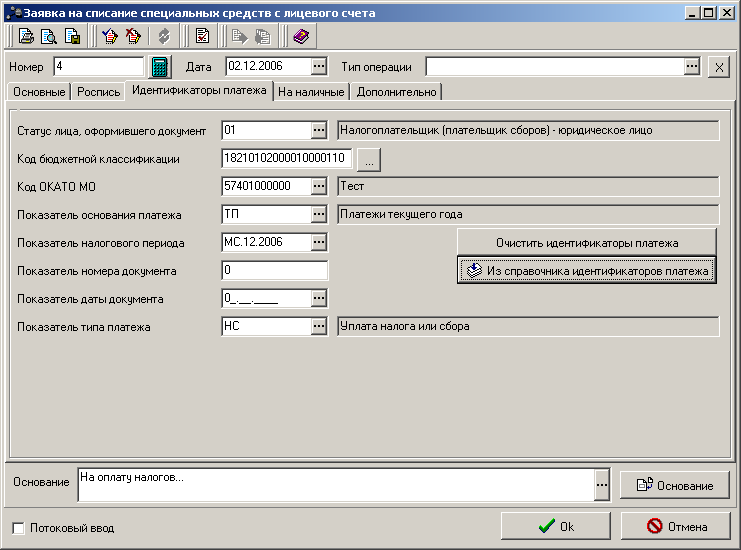 Заявка на списание специальных средств с лицевого счета
Номер 4 Дата 02.12.2006 ... Тип операции ... X
Основные Роспись Идентификаторы платежа На наличные Дополнительно
Статус лица, оформившего документ 01 ... Налогоплательщик (плательщик сборов) - юридическое лицо
Код бюджетной классификации 18210102000010000110 ...
Код ОКАТО МО 57401000000 ... Тест
Показатель основания платежа ТП ... Платежи текущего года
Показатель налогового периода МС.12.2006 ... Очистить идентификаторы платежа
Показатель номера документа 0 Из справочника идентификаторов платежа
Показатель даты документа 0_.__.____ ...
Показатель типа платежа НС ... Уплата налога или сбора
Основание На оплату налогов... ... Основание
Потоковый ввод Ok Отмена